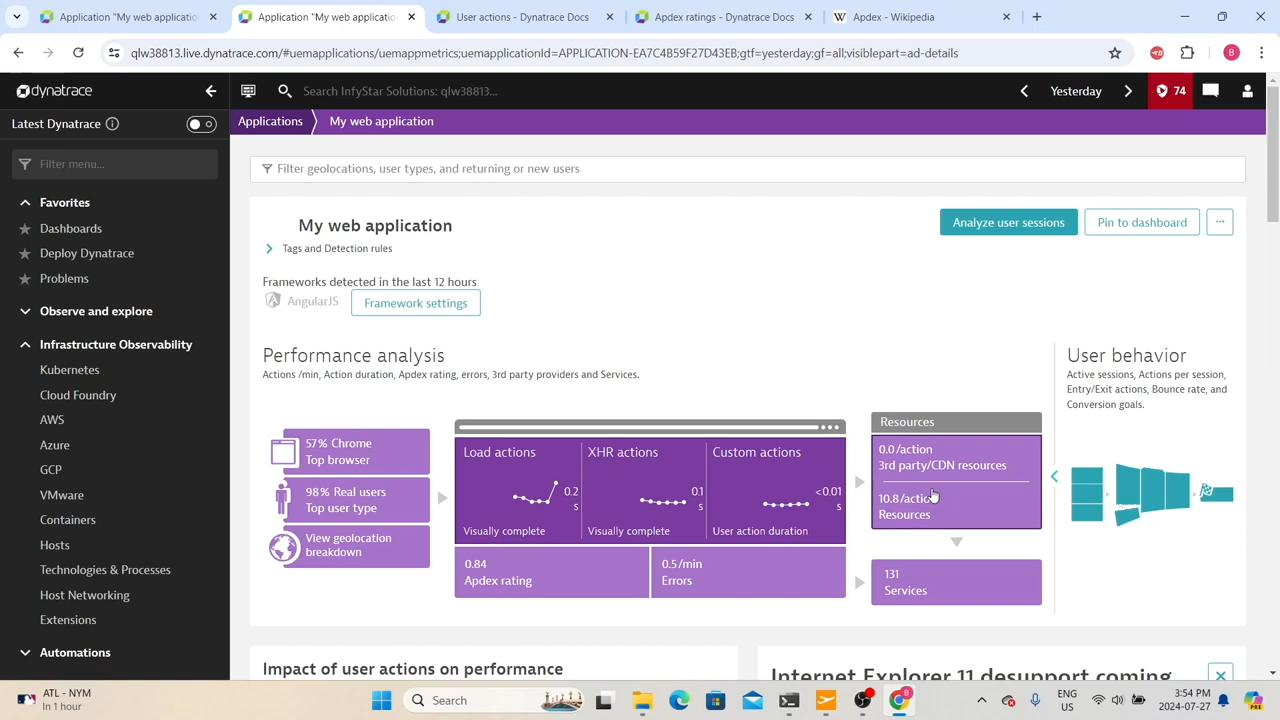 Application "My web applicatio
Application "My web application
User actions - Dynatrace Docs
Apdex ratings - Dynatrace Docs
Apdex - Wikipedia
qlw38813.live.dynatrace.com/#uemapplications/uemappmetrics;uemapplicationId=APPLICATION-EA7C4B59F27D43EB;gtf=yesterday;gf=all;visiblepart=ad-details
B
dynatrace
Search InfyStar Solutions: qlw38813...
Yesterday
74
Latest Dynatrace
Applications
My web application
Filter menu...
Filter geolocations, user types, and returning or new users
Favorites
Dashboards
Deploy Dynatrace
Problems
Observe and explore
Infrastructure Observability
Kubernetes
Cloud Foundry
AWS
Azure
GCP
VMware
Containers
Hosts
Technologies & Processes
Host Networking
Extensions
Automations
My web application
Analyze user sessions
Pin to dashboard
...
Tags and Detection rules
Frameworks detected in the last 12 hours
AngularJS
Framework settings
Performance analysis
Actions /min, Action duration, Apdex rating, errors, 3rd party providers and Services.
57% Chrome
Top browser
98% Real users
Top user type
View geolocation
breakdown
Load actions
0.2
s
Visually complete
XHR actions
0.1
s
Visually complete
Custom actions
<0.01
s
User action duration
0.84
Apdex rating
0.5/min
Errors
Resources
0.0/action
3rd party/CDN resources
10.8/action
Resources
131
Services
User behavior
Active sessions, Actions per session,
Entry/Exit actions, Bounce rate, and
Conversion goals.
Impact of user actions on performance
Internet Explorer 11 desupport coming
ATL - NYM
In 1 hour
Search
B
ENG
US
3:54 PM
2024-07-27
PRE